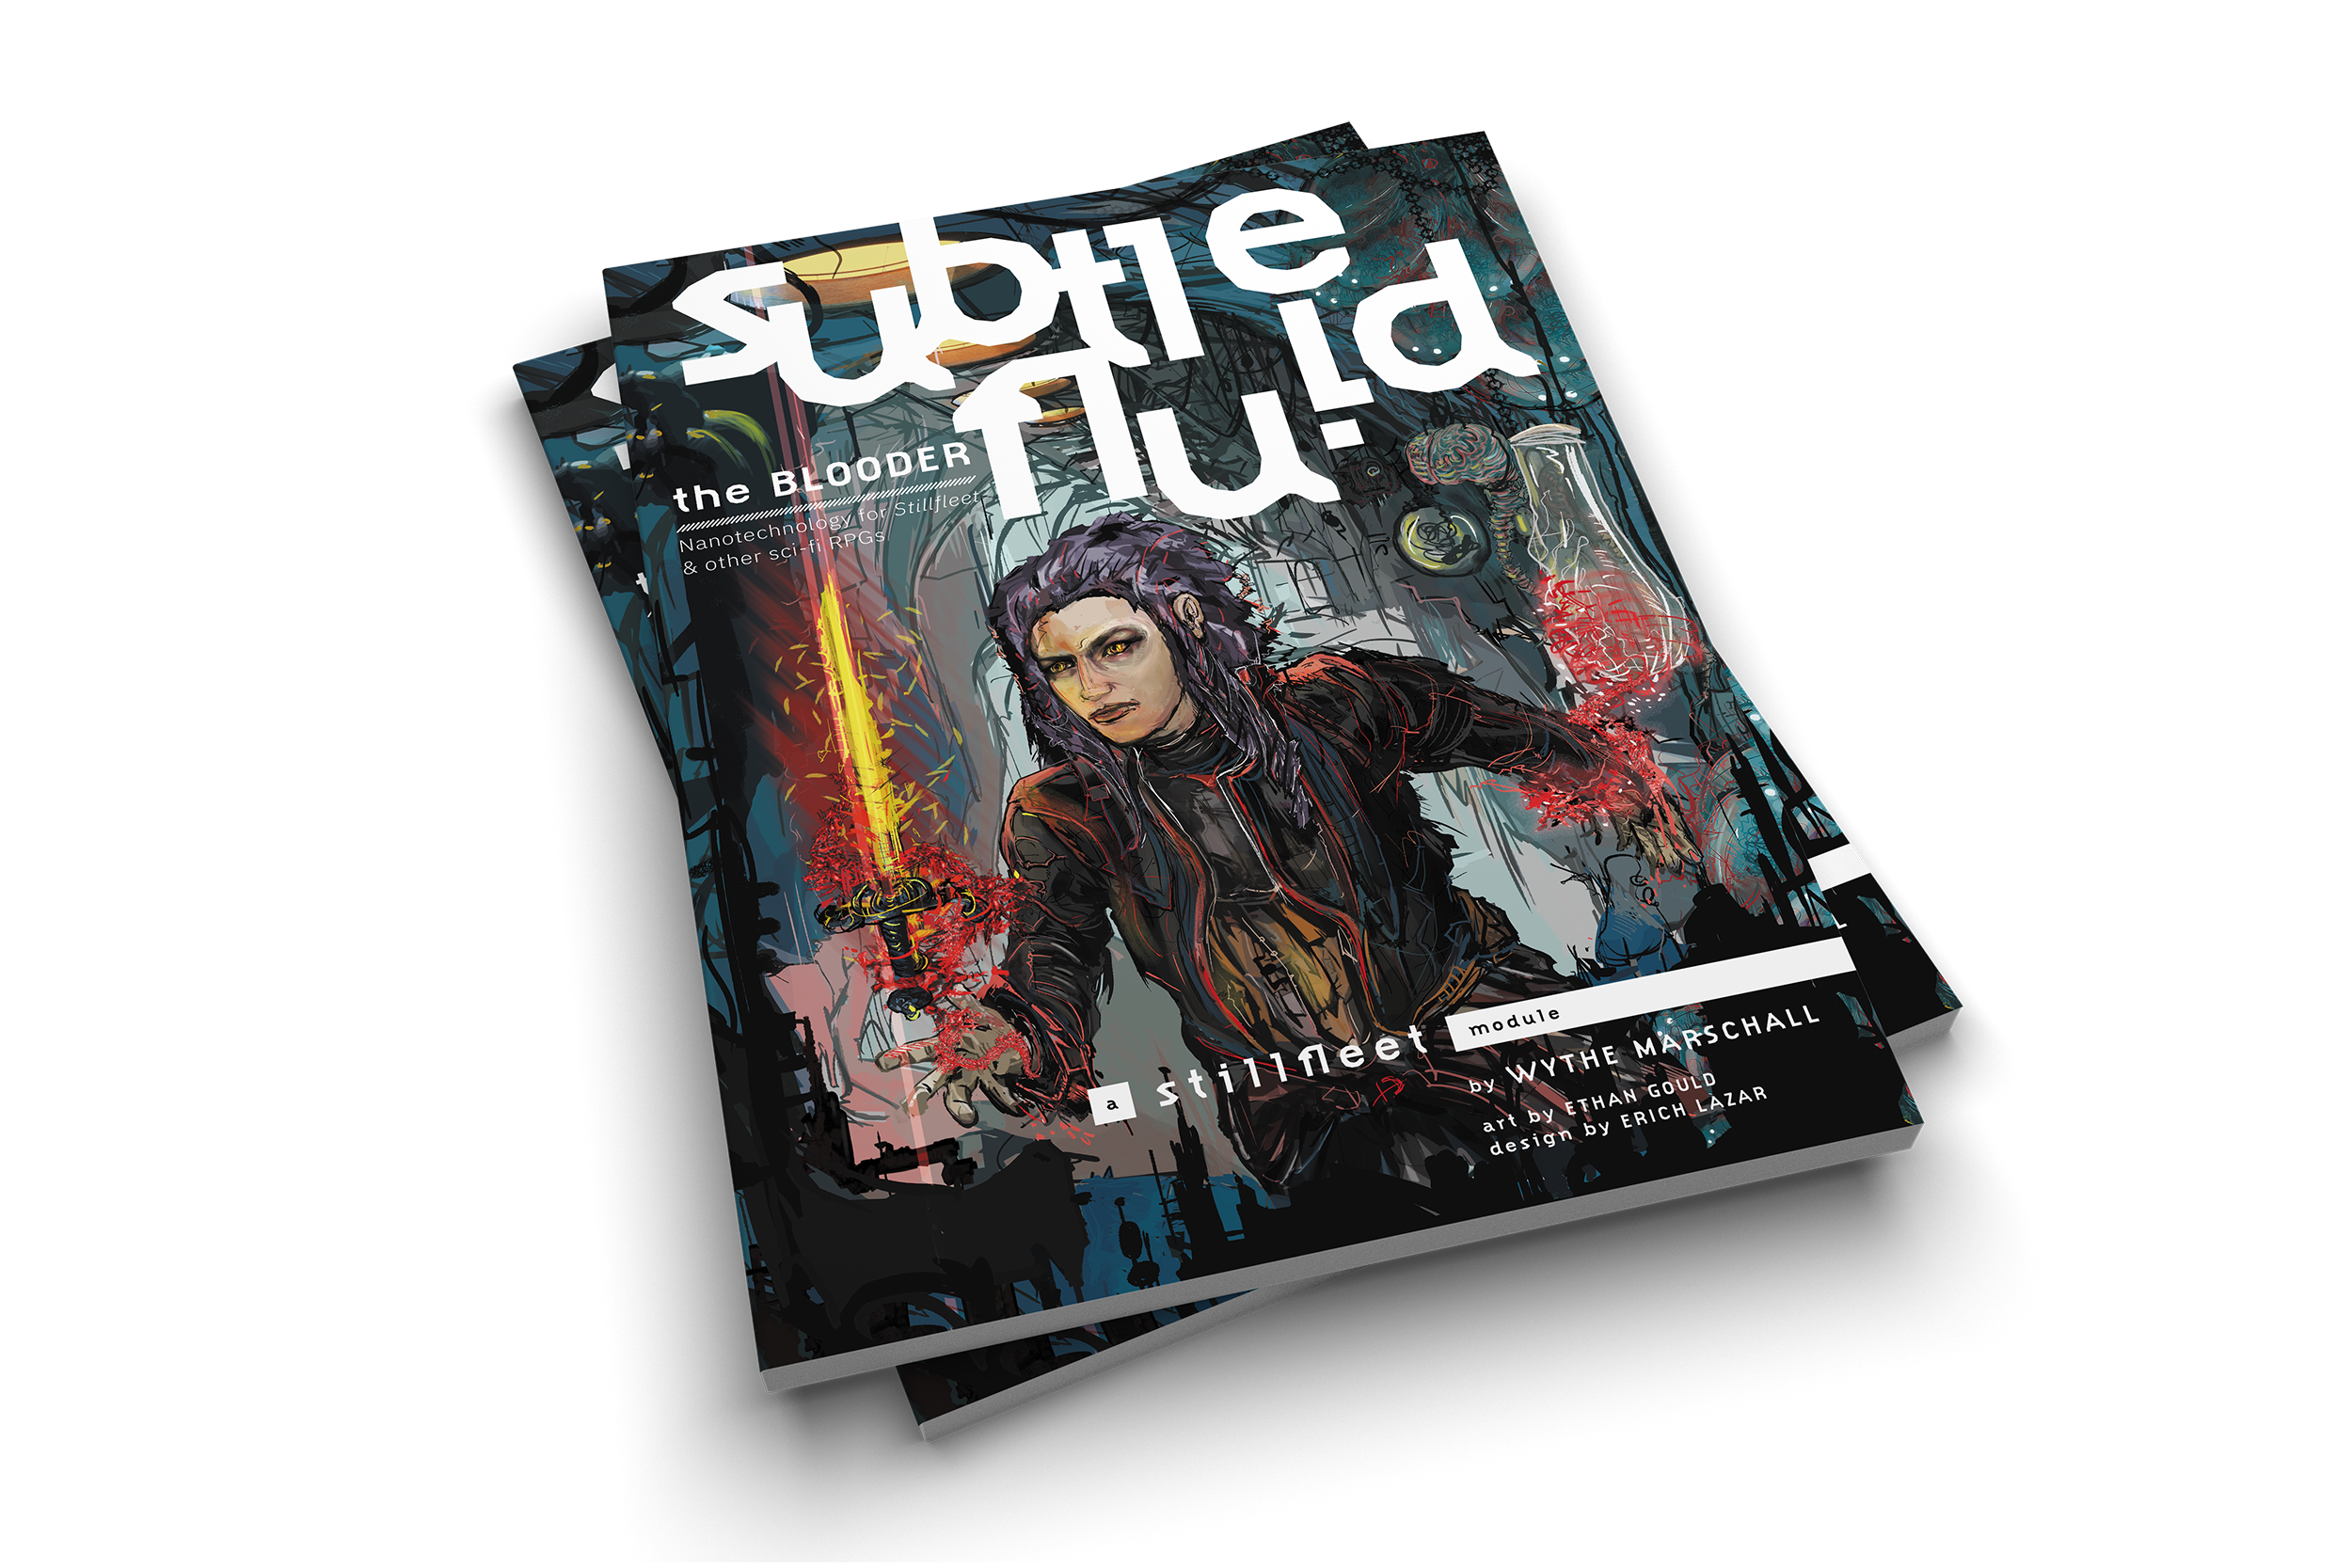 subtle
fluid
the BLOODER
Nanotechnology for Stillfleet
& other sci-fi RPGs
a stillfleet module
by WYTHE MARSCHALL
art by ETHAN GOULD
design by ERICH LAZAR